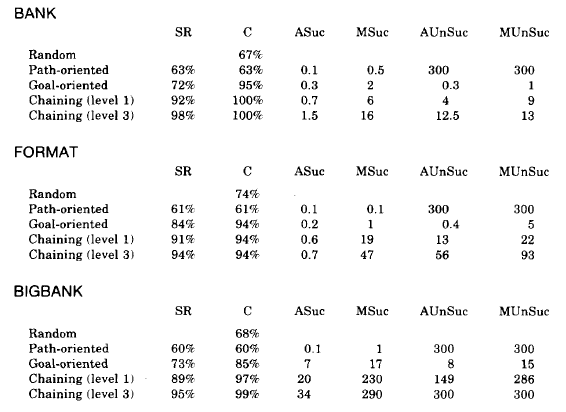 BANK
SR C ASuc MSuc AUnSuc MUnSuc
Random 67%
Path-oriented 63% 63% 0.1 0.5 300 300
Goal-oriented 72% 95% 0.3 2 0.3 1
Chaining (level 1) 92% 100% 0.7 6 4 9
Chaining (level 3) 98% 100% 1.5 16 12.5 13
FORMAT
SR C ASuc MSuc AUnSuc MUnSuc
Random 74%
Path-oriented 61% 61% 0.1 0.1 300 300
Goal-oriented 84% 94% 0.2 1 0.4 5
Chaining (level 1) 91% 94% 0.6 19 13 22
Chaining (level 3) 94% 94% 0.7 47 56 93
BIGBANK
SR C ASuc MSuc AUnSuc MUnSuc
Random 68%
Path-oriented 60% 60% 0.1 1 300 300
Goal-oriented 73% 85% 7 17 8 15
Chaining (level 1) 89% 97% 20 230 149 286
Chaining (level 3) 95% 99% 34 290 300 300